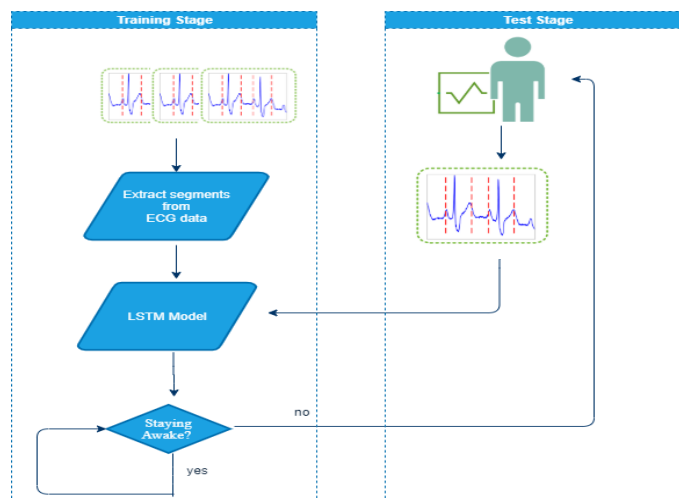 Training Stage
Test Stage
Extract segments
from
ECG data
LSTM Model
Staying
Awake?
no
yes